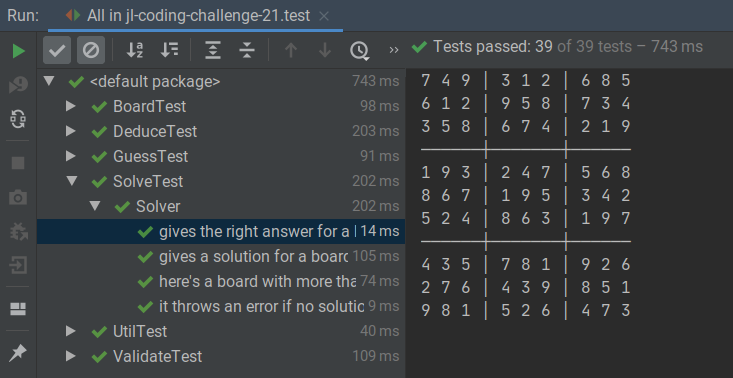 Run: All in jl-coding-challenge-21.test
Tests passed: 39 of 39 tests – 743 ms
<default package> 743 ms
BoardTest 98 ms
DeduceTest 203 ms
GuessTest 91 ms
SolveTest 202 ms
Solver 202 ms
gives the right answer for a 14 ms
gives a solution for a board 105 ms
here's a board with more tha 74 ms
it throws an error if no solutio 9 ms
UtilTest 40 ms
ValidateTest 109 ms
7 4 9 | 3 1 2 | 6 8 5
6 1 2 | 9 5 8 | 7 3 4
3 5 8 | 6 7 4 | 2 1 9
1 9 3 | 2 4 7 | 5 6 8
8 6 7 | 1 9 5 | 3 4 2
5 2 4 | 8 6 3 | 1 9 7
4 3 5 | 7 8 1 | 9 2 6
2 7 6 | 4 3 9 | 8 5 1
9 8 1 | 5 2 6 | 4 7 3